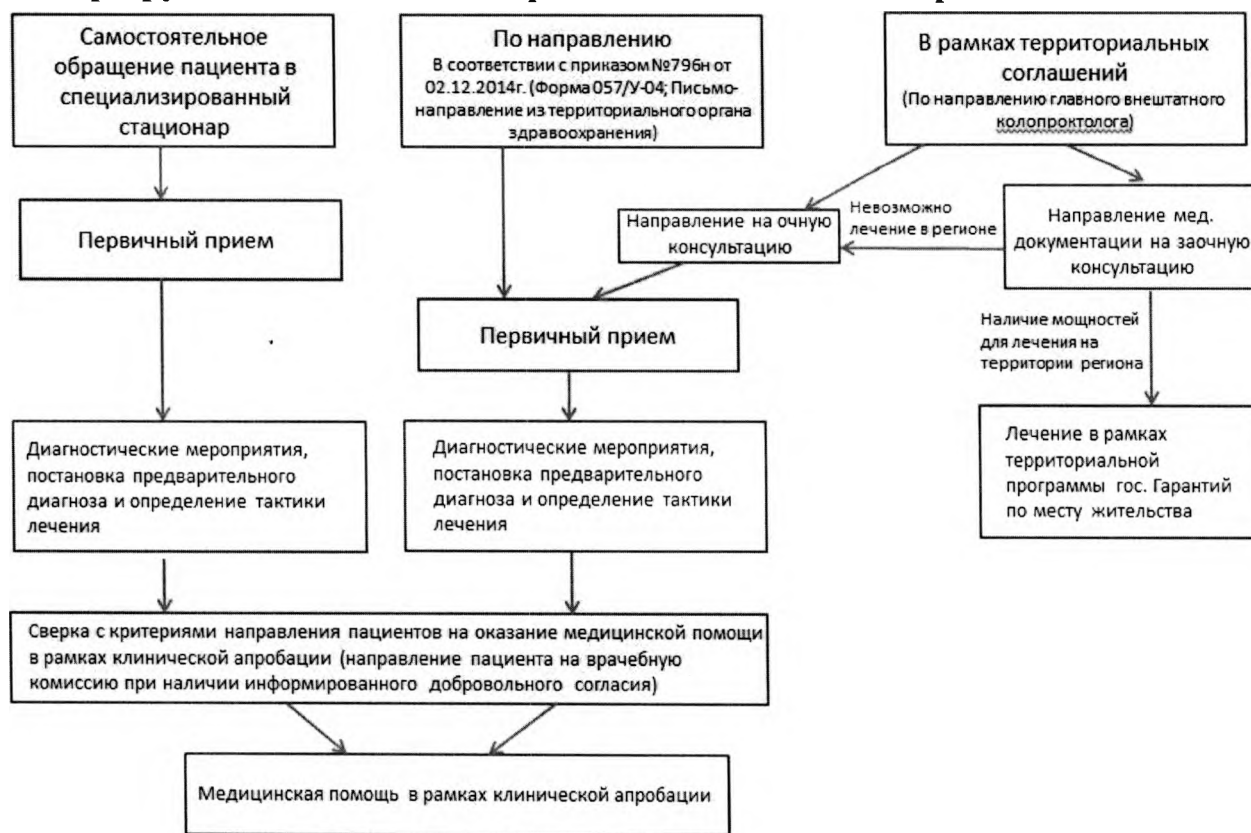 Самостоятельное
обращение пациента в
специализированный
стационар
По направлению
В соответствии с приказом №796н от
02.12.2014г. (Форма 057/У-04; Письмо-
направление из территориального органа
здравоохранения)
В рамках территориальных
соглашений
(По направлению главного внештатного
колопроктолога)
Первичный прием
Направление на очную
консультацию
Невозможно
лечение в регионе
Направление мед.
документации на заочную
консультацию
Первичный прием
Наличие мощностей
для лечения на
территории региона
Диагностические мероприятия,
постановка предварительного
диагноза и определение тактики
лечения
Диагностические мероприятия,
постановка предварительного
диагноза и определение тактики
лечения
Лечение в рамках
территориальной
программы гос. Гарантий
по месту жительства
Сверка с критериями направления пациентов на оказание медицинской помощи
в рамках клинической апробации (направление пациента на врачебную
комиссию при наличии информированного добровольного согласия)
Медицинская помощь в рамках клинической апробации